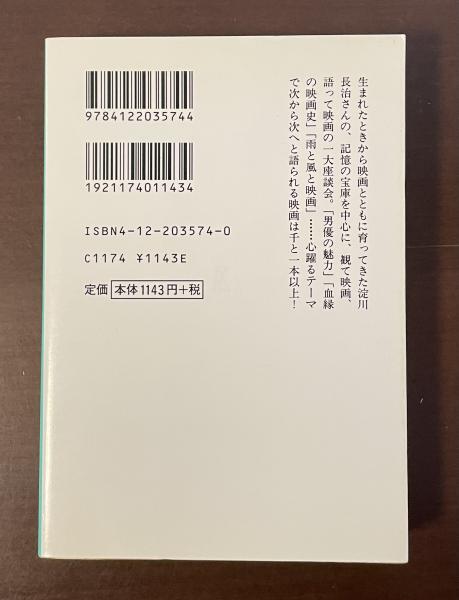 生まれたときから映画とともに育ってきた淀川
長治さんの、記憶の宝庫を中心に、観て映画、
語って映画の一大座談会。「男優の魅力」「血縁
の映画史」「雨と風と映画」……心躍るテーマ
で次から次へと語られる映画は千と一本以上！
9784122035744
1921174011434
ISBN4-12-203574-0
C1174 ¥1143E
定価 本体1143円+税